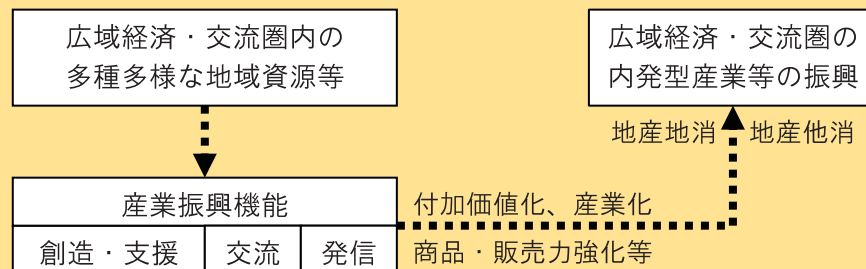 広域経済・交流圏内の
多種多様な地域資源等
広域経済・交流圏の
内発型産業等の振興
地産地消
地産他消
産業振興機能
創造・支援
交流
発信
付加価値化、産業化
商品・販売力強化等